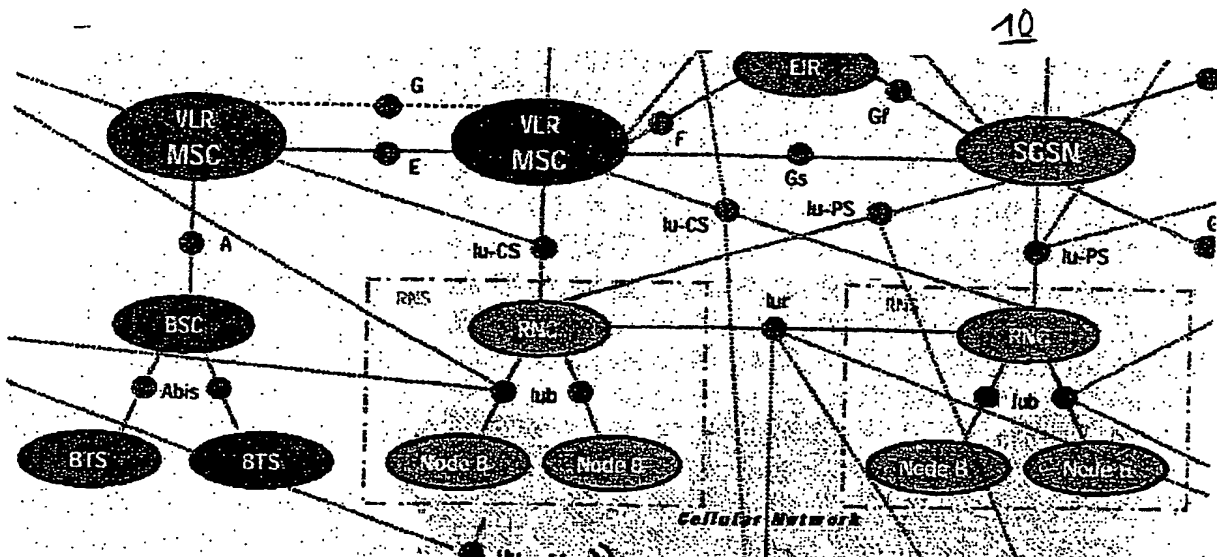 10
EIR
G
VLR
MSC
VLR
MSC
F
Gf
SGSN
E
Gs
Iu-CS
Iu-PS
A
Iu-CS
Iu-PS
G
RNS
Iur
BSC
RNC
RNC
Abis
Iub
Iub
BTS
BTS
Node B
Node B
Node B
Node B
Cellular Network